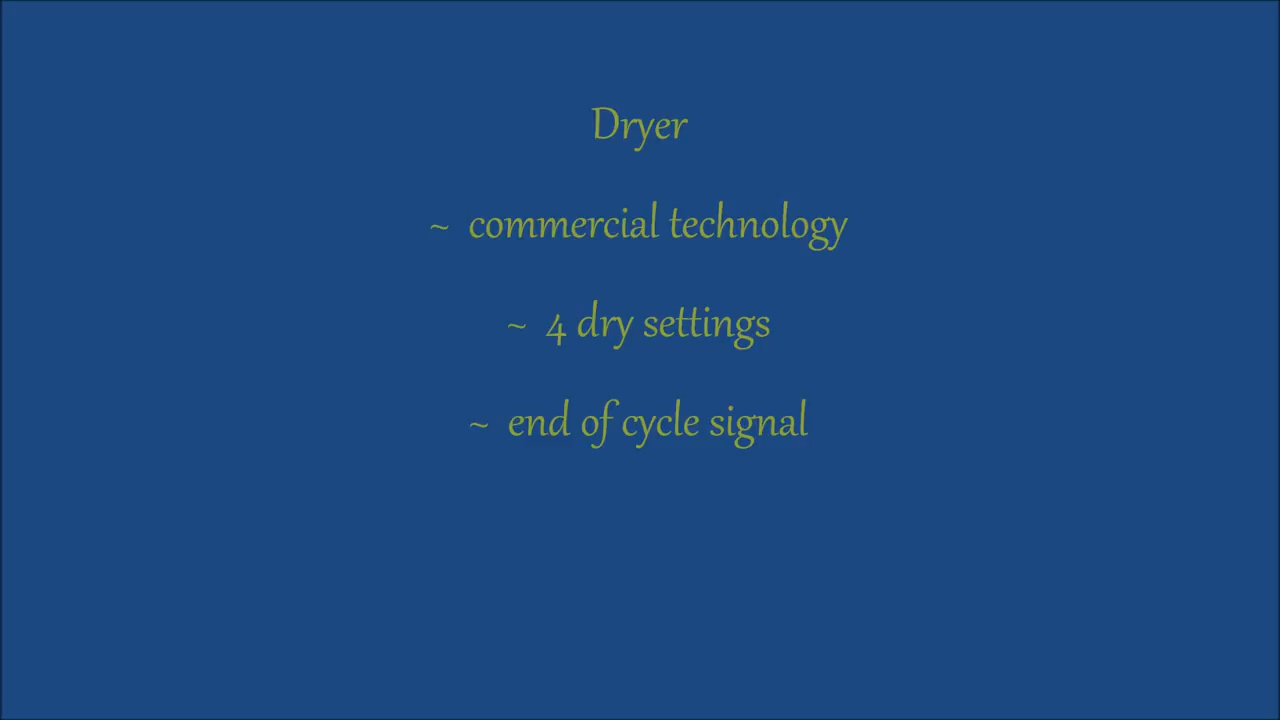 Dryer
~ commercial technology
~ 4 dry settings
~ end of cycle signal